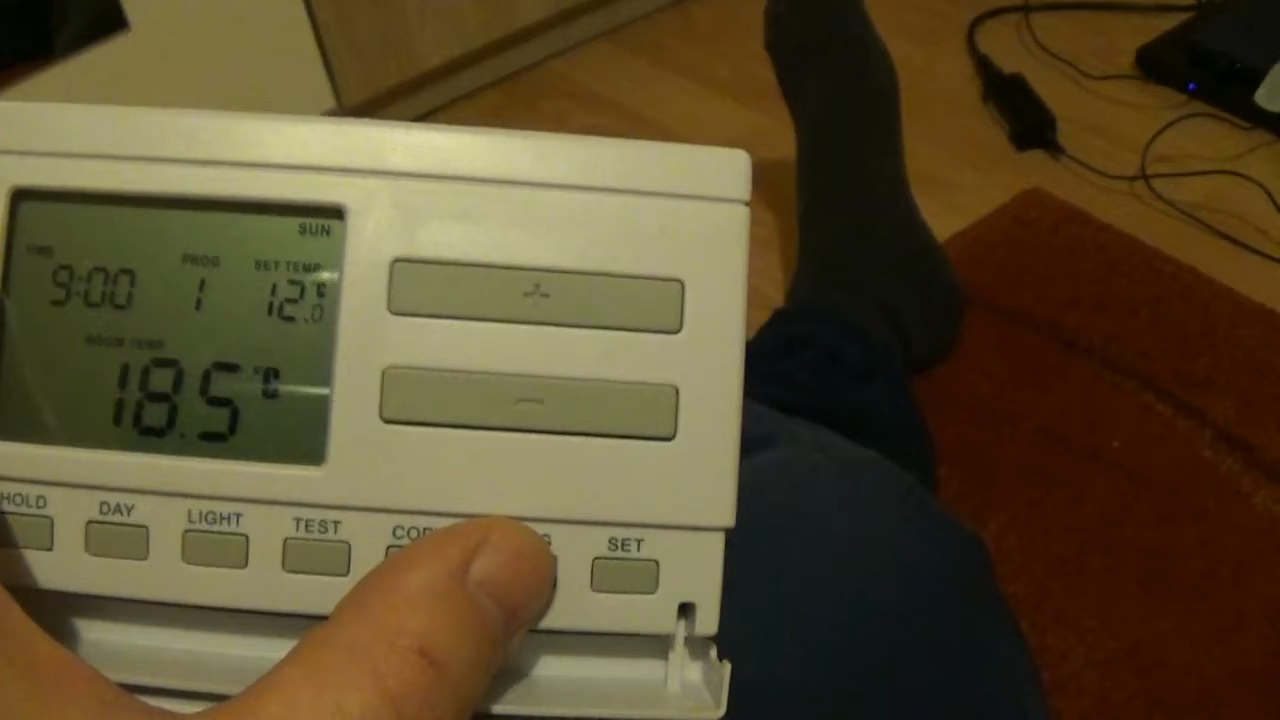 SUN
TIME PROG SET TEMP
9:00 1 12.0 °C
ROOM TEMP
18.5 °C
+
-
HOLD DAY LIGHT TEST SET